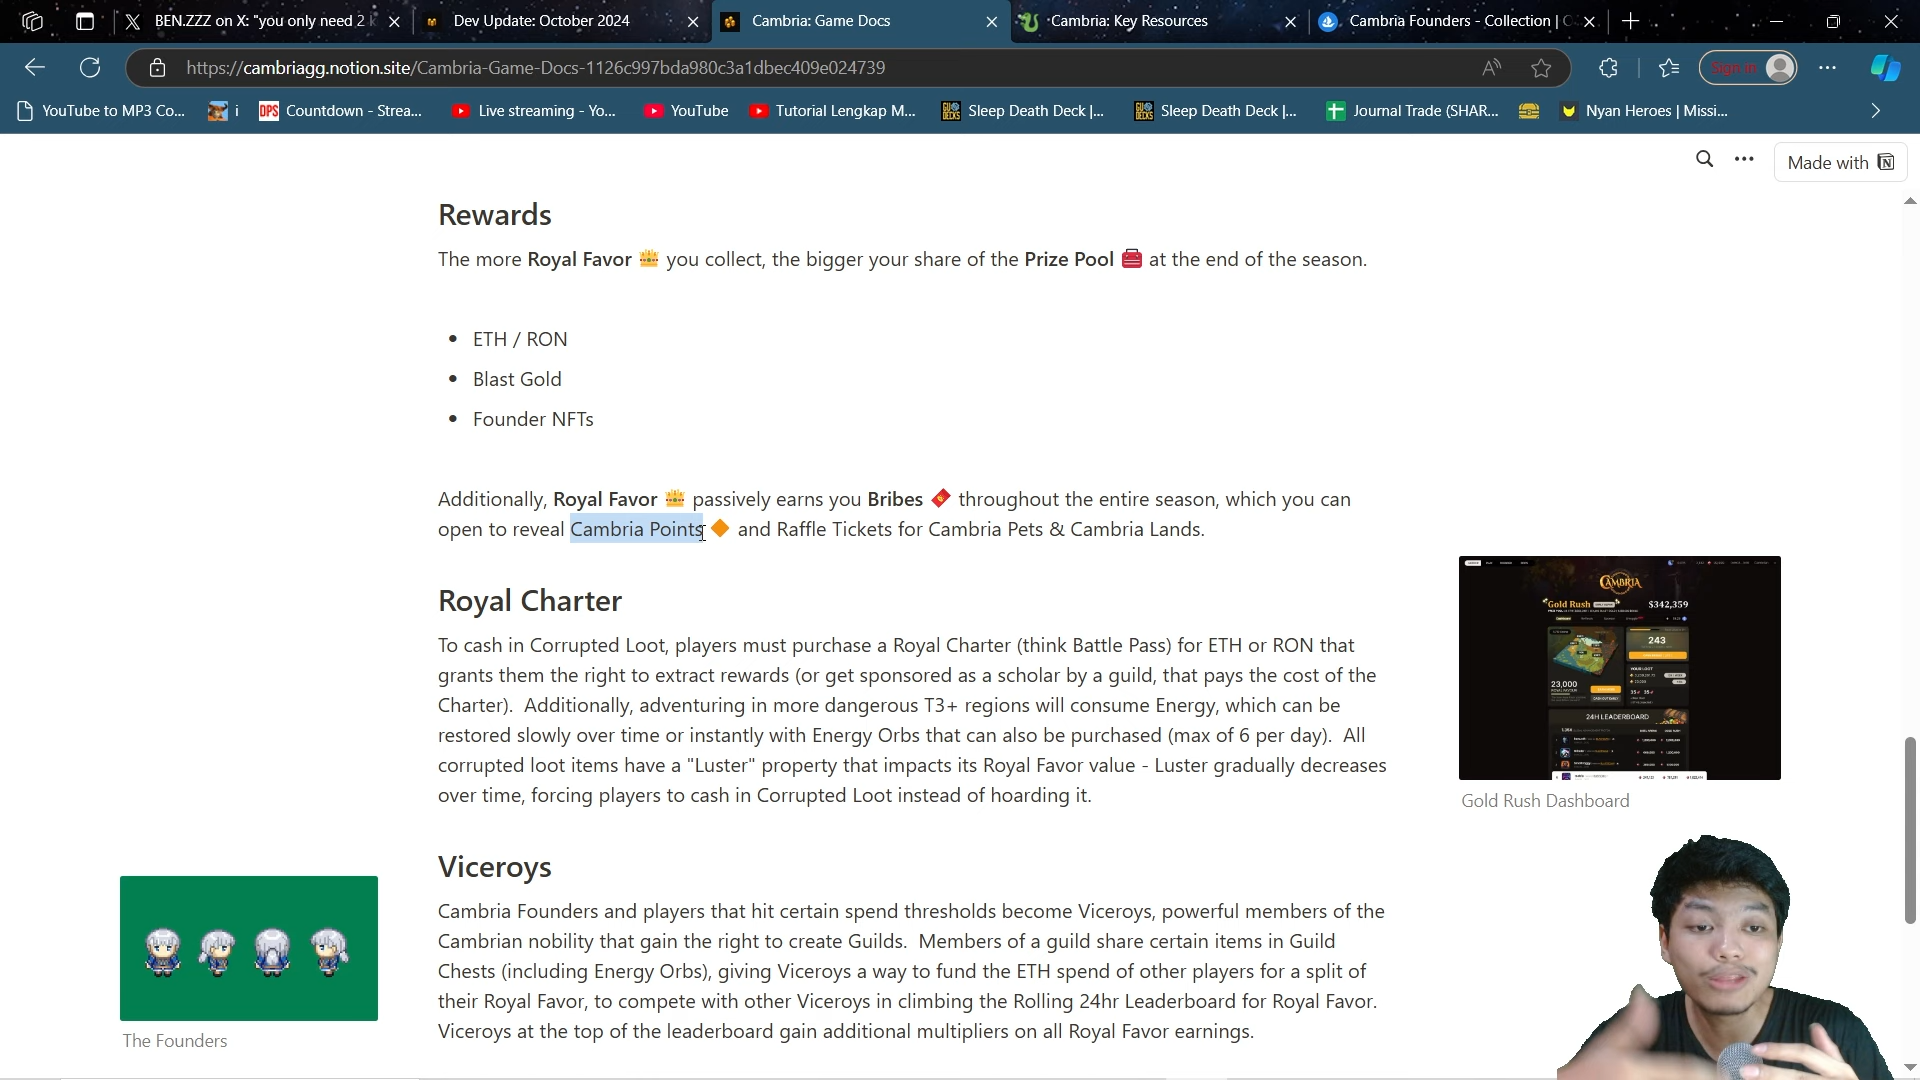 BEN.ZZZ on X: "you only need 2
Dev Update: October 2024
Cambria: Game Docs
Cambria: Key Resources
Cambria Founders - Collection |
https://cambriagg.notion.site/Cambria-Game-Docs-1126c997bda980c3a1dbec409e024739
Sign in
YouTube to MP3 Co...
i
DPS
Countdown - Strea...
Live streaming - Yo...
YouTube
Tutorial Lengkap M...
Sleep Death Deck |...
Sleep Death Deck |...
Journal Trade (SHAR...
Nyan Heroes | Missi...
Made with
Rewards
The more Royal Favor 👑 you collect, the bigger your share of the Prize Pool 🧰 at the end of the season.
• ETH / RON
• Blast Gold
• Founder NFTs
Additionally, Royal Favor 👑 passively earns you Bribes 🧧 throughout the entire season, which you can
open to reveal Cambria Points 🔶 and Raffle Tickets for Cambria Pets & Cambria Lands.
Royal Charter
To cash in Corrupted Loot, players must purchase a Royal Charter (think Battle Pass) for ETH or RON that
grants them the right to extract rewards (or get sponsored as a scholar by a guild, that pays the cost of the
Charter).  Additionally, adventuring in more dangerous T3+ regions will consume Energy, which can be
restored slowly over time or instantly with Energy Orbs that can also be purchased (max of 6 per day).  All
corrupted loot items have a "Luster" property that impacts its Royal Favor value - Luster gradually decreases
over time, forcing players to cash in Corrupted Loot instead of hoarding it.
CAMBRIA
Gold Rush
$342,359
243
YOUR LOOT
23,000
24H LEADERBOARD
Gold Rush Dashboard
Viceroys
Cambria Founders and players that hit certain spend thresholds become Viceroys, powerful members of the
Cambrian nobility that gain the right to create Guilds.  Members of a guild share certain items in Guild
Chests (including Energy Orbs), giving Viceroys a way to fund the ETH spend of other players for a split of
their Royal Favor, to compete with other Viceroys in climbing the Rolling 24hr Leaderboard for Royal Favor.
Viceroys at the top of the leaderboard gain additional multipliers on all Royal Favor earnings.
The Founders